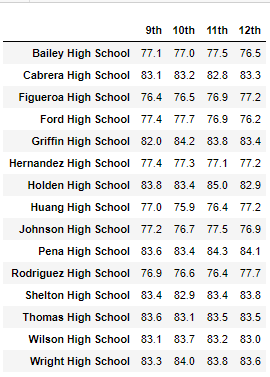 9th 10th 11th 12th
Bailey High School 77.1 77.0 77.5 76.5
Cabrera High School 83.1 83.2 82.8 83.3
Figueroa High School 76.4 76.5 76.9 77.2
Ford High School 77.4 77.7 76.9 76.2
Griffin High School 82.0 84.2 83.8 83.4
Hernandez High School 77.4 77.3 77.1 77.2
Holden High School 83.8 83.4 85.0 82.9
Huang High School 77.0 75.9 76.4 77.2
Johnson High School 77.2 76.7 77.5 76.9
Pena High School 83.6 83.4 84.3 84.1
Rodriguez High School 76.9 76.6 76.4 77.7
Shelton High School 83.4 82.9 83.4 83.8
Thomas High School 83.6 83.1 83.5 83.5
Wilson High School 83.1 83.7 83.2 83.0
Wright High School 83.3 84.0 83.8 83.6